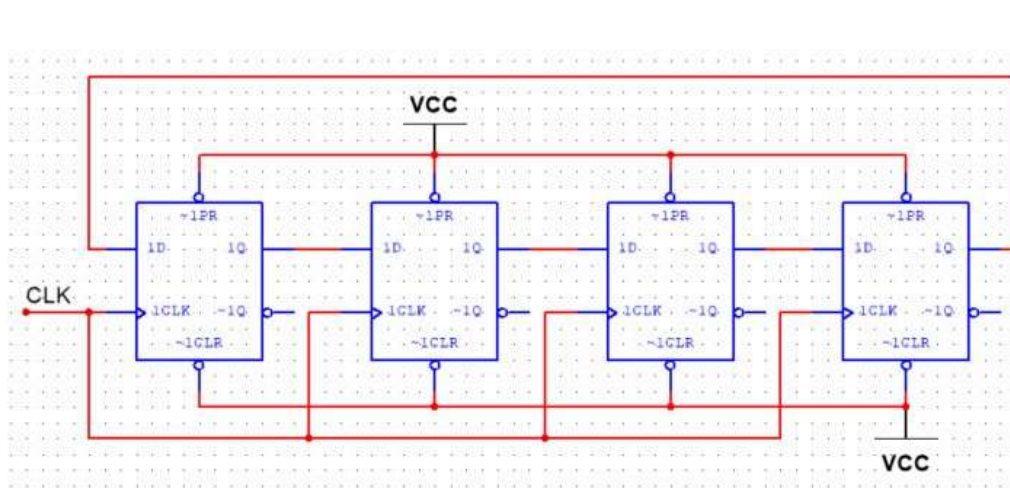 VCC
~1PR ~1PR ~1PR ~1PR
1D 1Q 1D 1Q 1D 1Q 1D 1Q
CLK
1CLK ~1Q 1CLK ~1Q 1CLK ~1Q 1CLK ~1Q
~1CLR ~1CLR ~1CLR ~1CLR
VCC